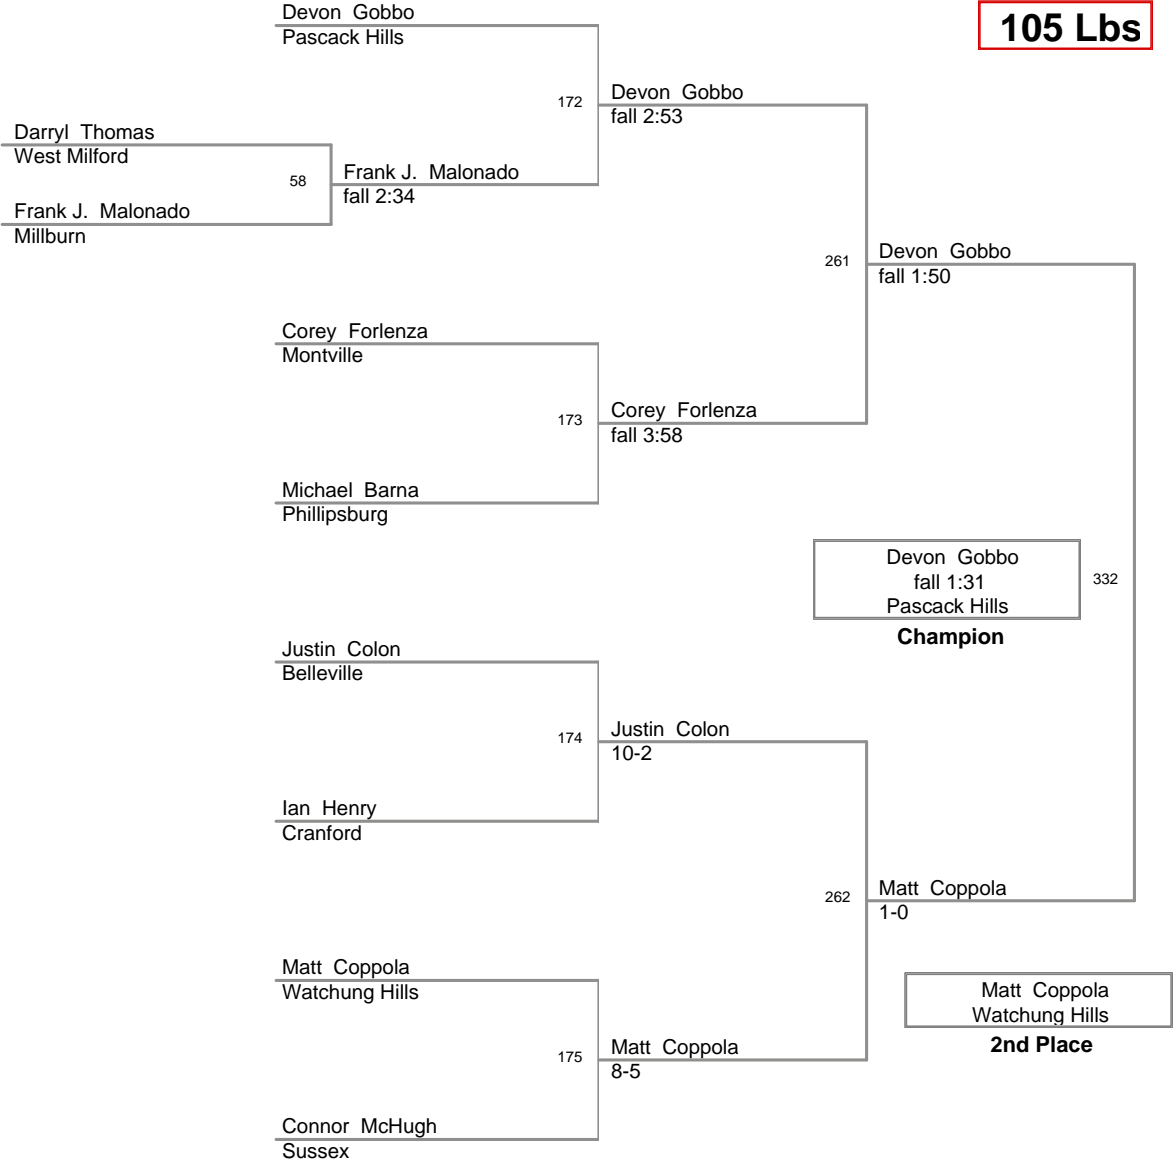 Devon Gobbo
Pascack Hills
105 Lbs
172
Devon Gobbo
fall 2:53
Darryl Thomas
West Milford
58
Frank J. Malonado
fall 2:34
Frank J. Malonado
Millburn
261
Devon Gobbo
fall 1:50
Corey Forlenza
Montville
173
Corey Forlenza
fall 3:58
Michael Barna
Phillipsburg
Devon Gobbo
fall 1:31
Pascack Hills
332
Champion
Justin Colon
Belleville
174
Justin Colon
10-2
Ian Henry
Cranford
262
Matt Coppola
1-0
Matt Coppola
Watchung Hills
Matt Coppola
Watchung Hills
2nd Place
175
Matt Coppola
8-5
Connor McHugh
Sussex